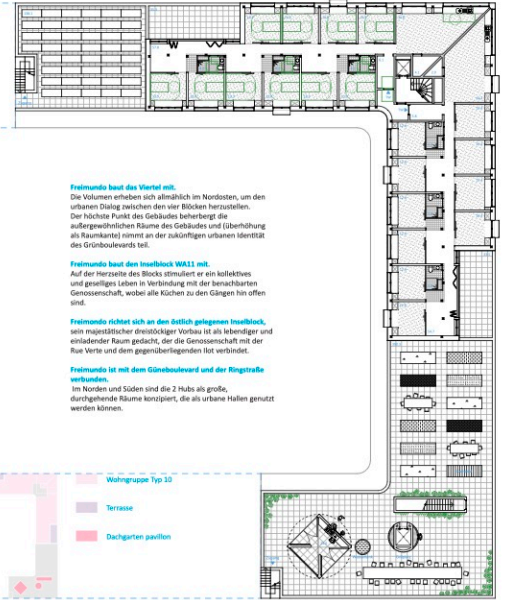 Freimundo baut das Viertel mit.
Die Volumen erheben sich allmählich im Nordosten, um den
urbanen Dialog zwischen den vier Blöcken herzustellen.
Der höchste Punkt des Gebäudes beherbergt die
außergewöhnlichen Räume des Gebäudes und (überhöhung
als Raumkante) nimmt an der zukünftigen urbanen Identität
des Grünboulevards teil.
Freimundo baut den Inselblock WA11 mit.
Auf der Herzseite des Blocks stimuliert er ein kollektives
und geselliges Leben in Verbindung mit der benachbarten
Genossenschaft, wobei alle Küchen zu den Gängen hin offen
sind.
Freimondo richtet sich an den östlich gelegenen Inselblock,
sein majestätischer dreistöckiger Vorbau ist als lebendiger und
einladender Raum gedacht, der die Genossenschaft mit der
Rue Verte und dem gegenüberliegenden Ilot verbindet.
Freimundo ist mit dem Güneboulevard und der Ringstraße
verbunden.
Im Norden und Süden sind die 2 Hubs als große,
durchgehende Räume konzipiert, die als urbane Hallen genutzt
werden können.
Wohngruppe Typ 10
Terrasse
Dachgarten pavillon